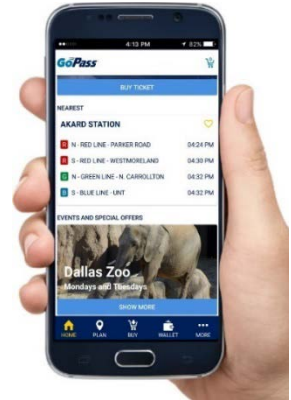 4:13 PM
82%
GoPass
BUY TICKET
NEAREST
AKARD STATION
R N - RED LINE - PARKER ROAD 04:24 PM
R S - RED LINE - WESTMORELAND 04:30 PM
G N - GREEN LINE - N. CARROLLTON 04:32 PM
B S - BLUE LINE - UNT 04:32 PM
EVENTS AND SPECIAL OFFERS
Dallas Zoo
Mondays and Tuesdays
SHOW MORE
HOME PLAN BUY WALLET MORE